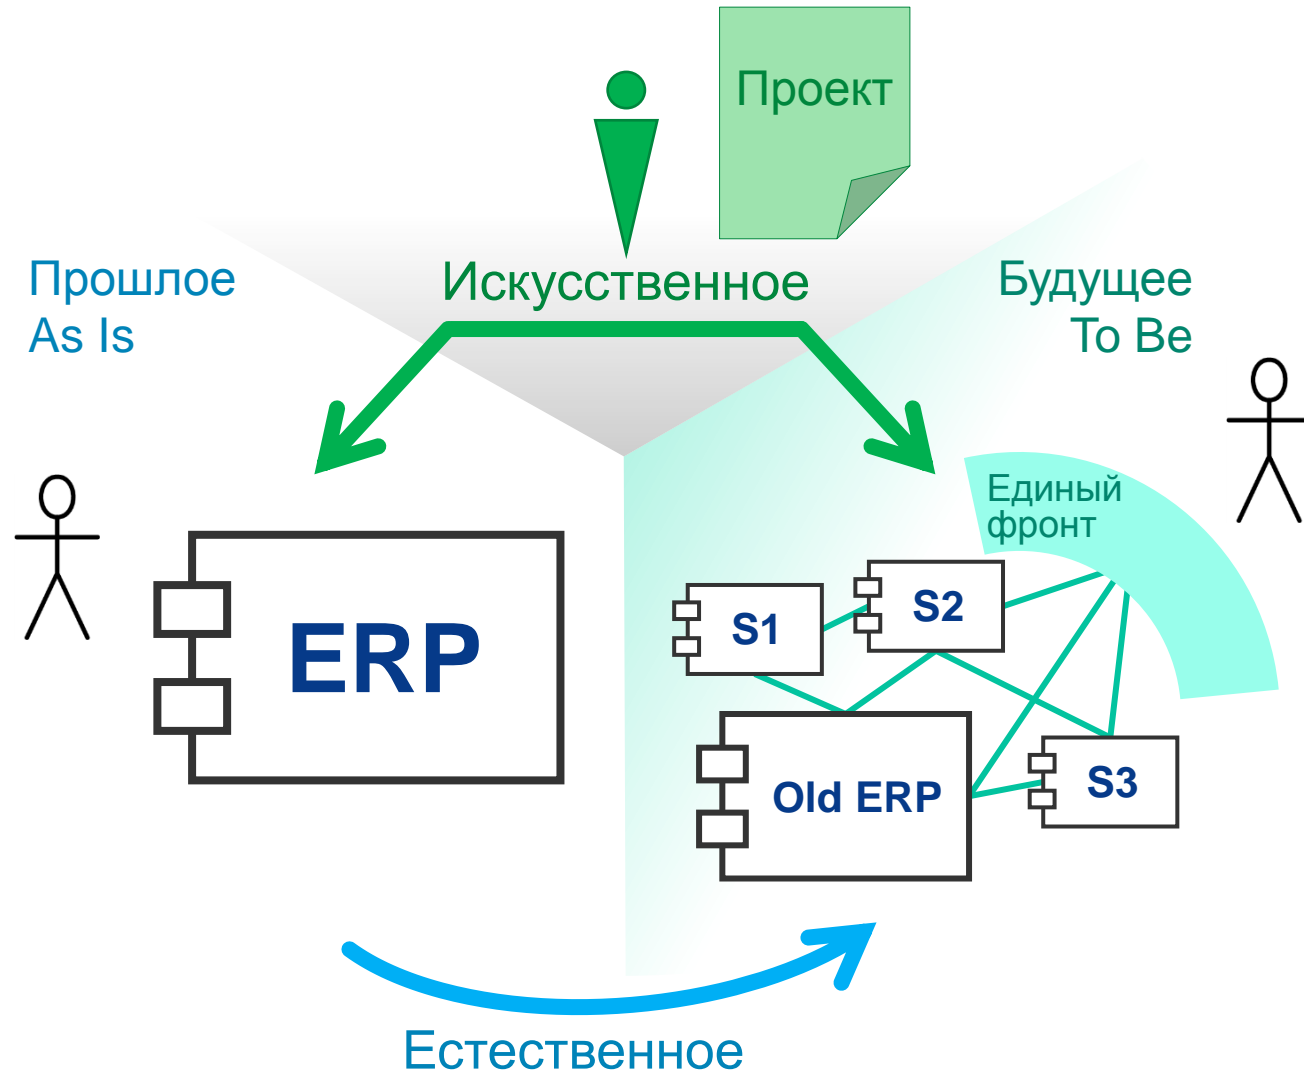 Проект
Искусственное
Прошлое
As Is
Будущее
To Be
Единый
фронт
ERP
S1
S2
Old ERP
S3
Естественное